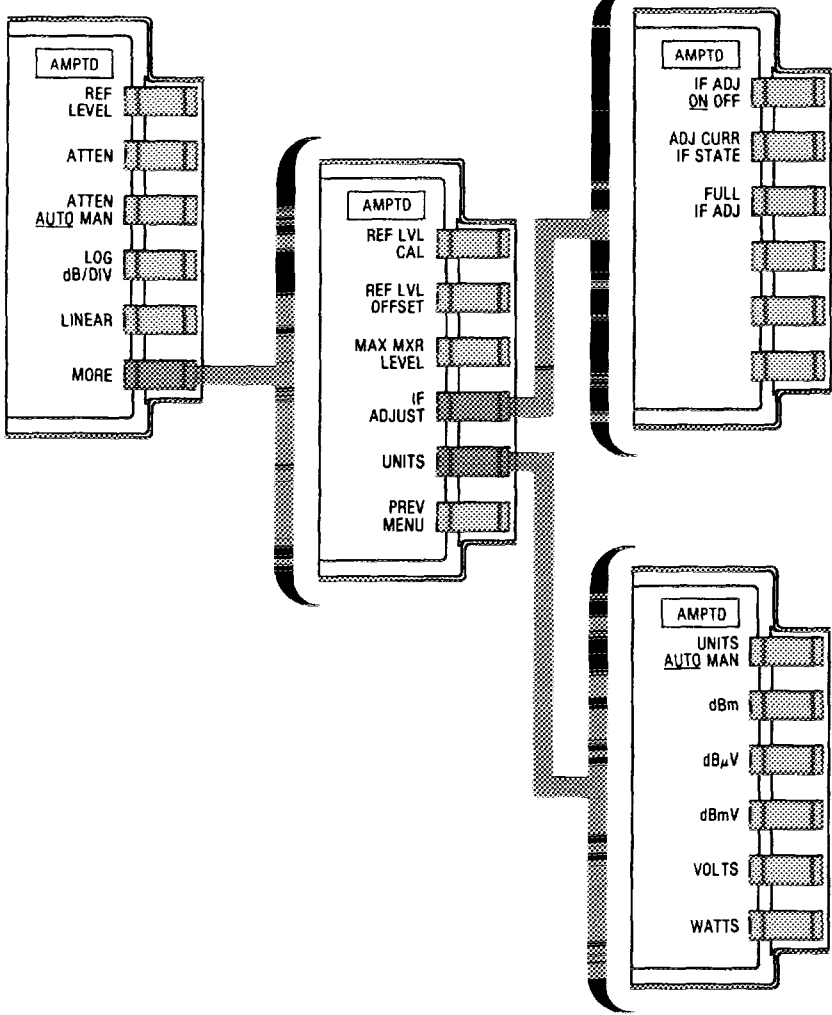 AMPTD
REF
LEVEL
ATTEN
ATTEN
AUTO MAN
LOG
dB/DIV
LINEAR
MORE
AMPTD
REF LVL
CAL
REF LVL
OFFSET
MAX MXR
LEVEL
IF
ADJUST
UNITS
PREV
MENU
AMPTD
IF ADJ
ON OFF
ADJ CURR
IF STATE
FULL
IF ADJ
AMPTD
UNITS
AUTO MAN
dBm
dBμV
dBmV
VOLTS
WATTS